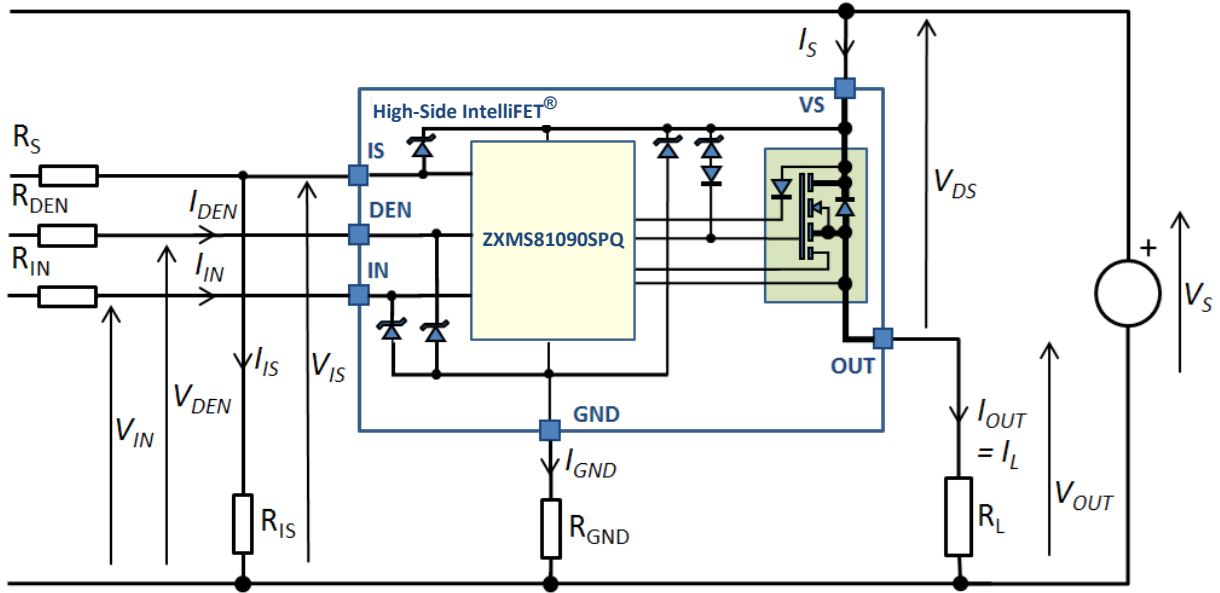 I_S
VS
High-Side IntelliFET®
R_S
IS
R_DEN
I_DEN
DEN
V_DS
ZXMS81090SPQ
R_IN
I_IN
IN
+
V_S
I_IS
V_IS
OUT
V_DEN
V_IN
GND
I_OUT
= I_L
I_GND
V_OUT
R_IS
R_GND
R_L